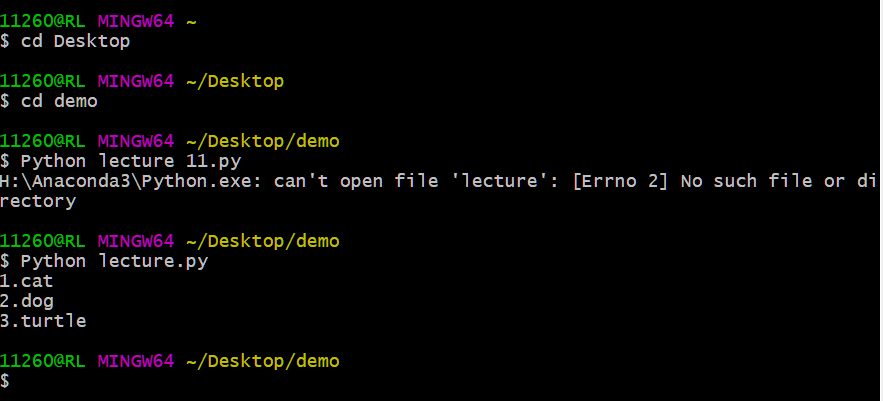 11260@RL MINGW64 ~
$ cd Desktop
11260@RL MINGW64 ~/Desktop
$ cd demo
11260@RL MINGW64 ~/Desktop/demo
$ Python lecture 11.py
H:\Anaconda3\Python.exe: can't open file 'lecture': [Errno 2] No such file or di
rectory
11260@RL MINGW64 ~/Desktop/demo
$ Python lecture.py
1.cat
2.dog
3.turtle
11260@RL MINGW64 ~/Desktop/demo
$